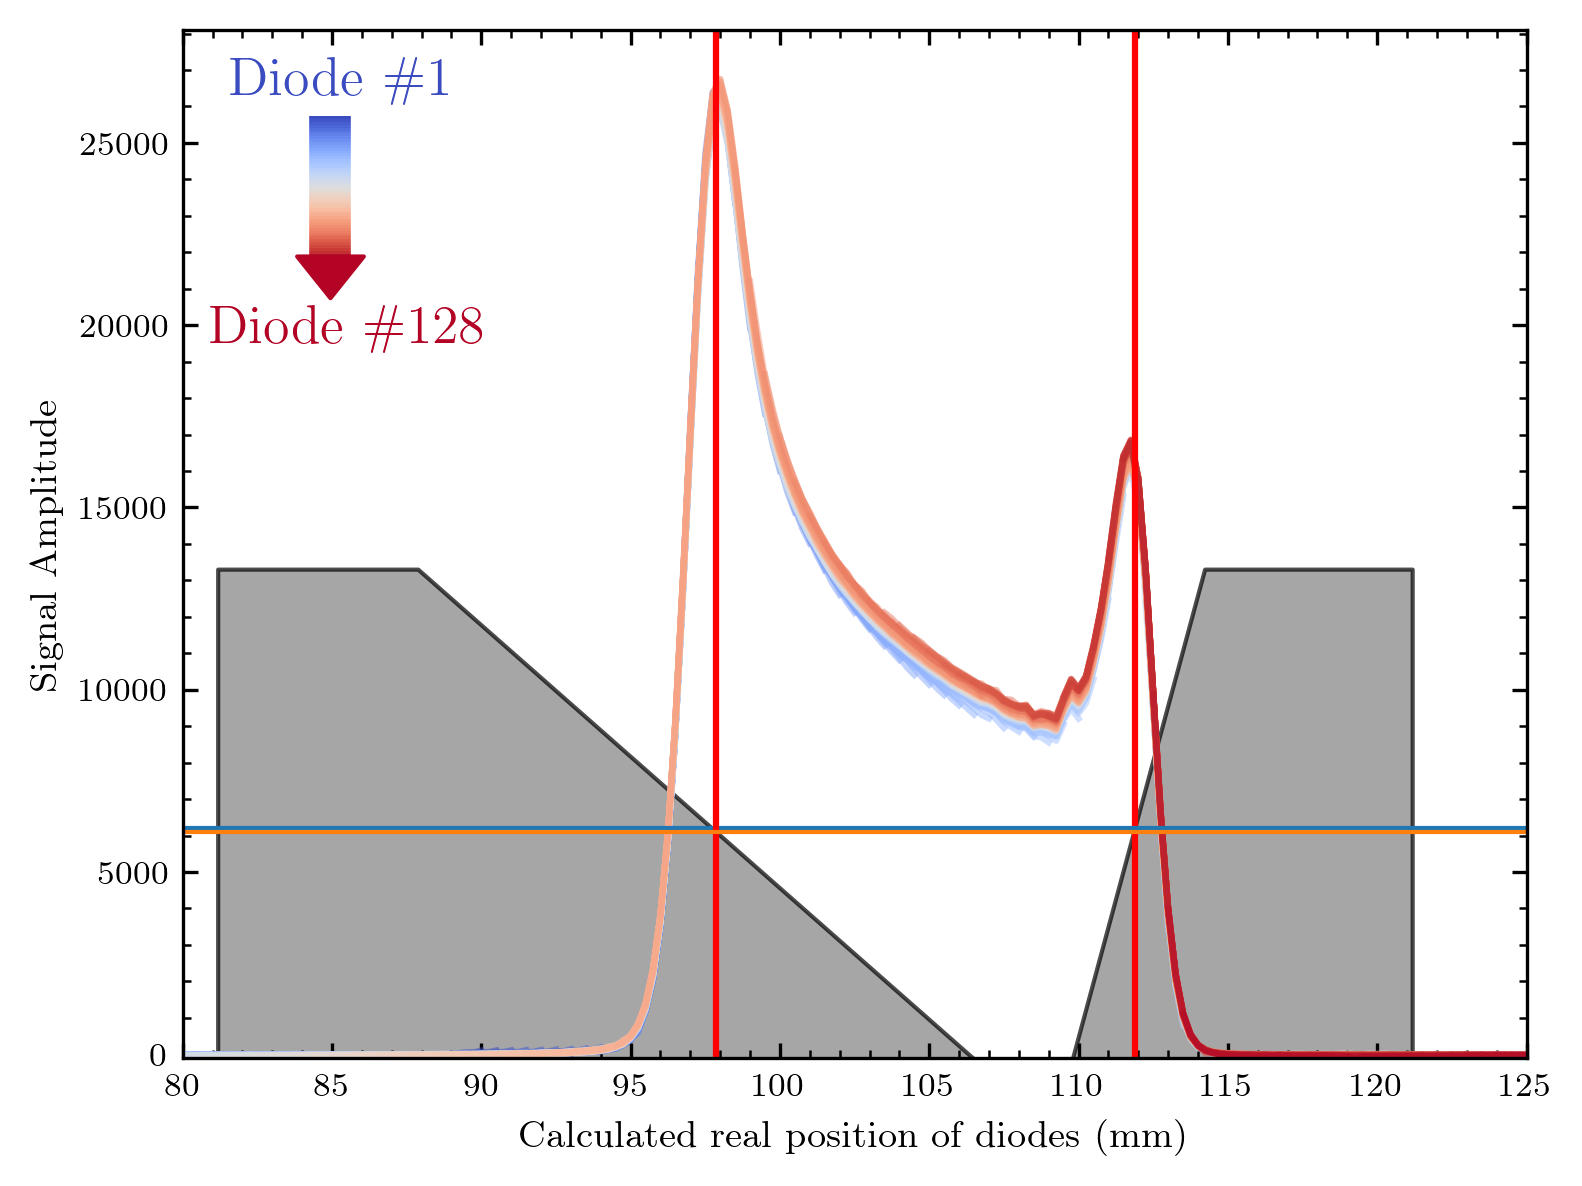 Diode #1
Diode #128
Signal Amplitude
25000
20000
15000
10000
5000
0
80 85 90 95 100 105 110 115 120 125
Calculated real position of diodes (mm)